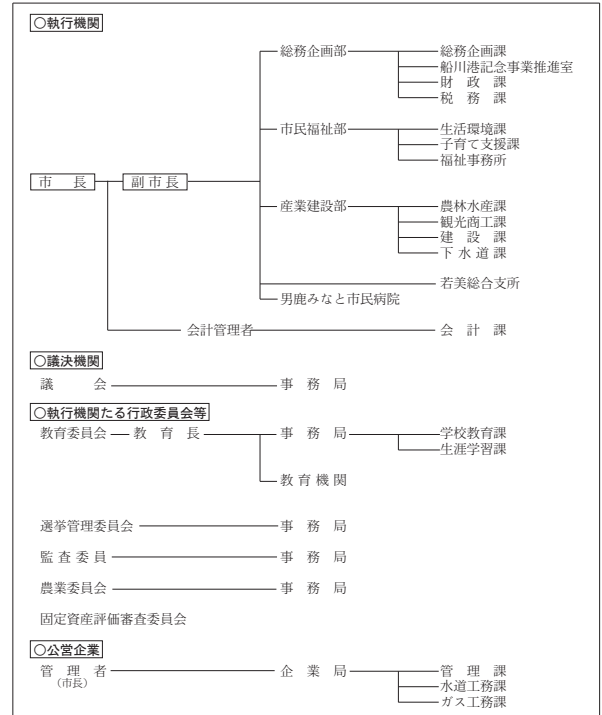 ○執行機関
総務企画部 総務企画課
船川港記念事業推進室
財政課
税務課
市民福祉部 生活環境課
子育て支援課
福祉事務所
市長 副市長
産業建設部 農林水産課
観光商工課
建設課
下水道課
若美総合支所
男鹿みなと市民病院
会計管理者 会計課
○議決機関
議会 事務局
○執行機関たる行政委員会等
教育委員会 教育長 事務局 学校教育課
生涯学習課
教育機関
選挙管理委員会 事務局
監査委員 事務局
農業委員会 事務局
固定資産評価審査委員会
○公営企業
管理者 企業局 管理課
(市長) 水道工務課
ガス工務課